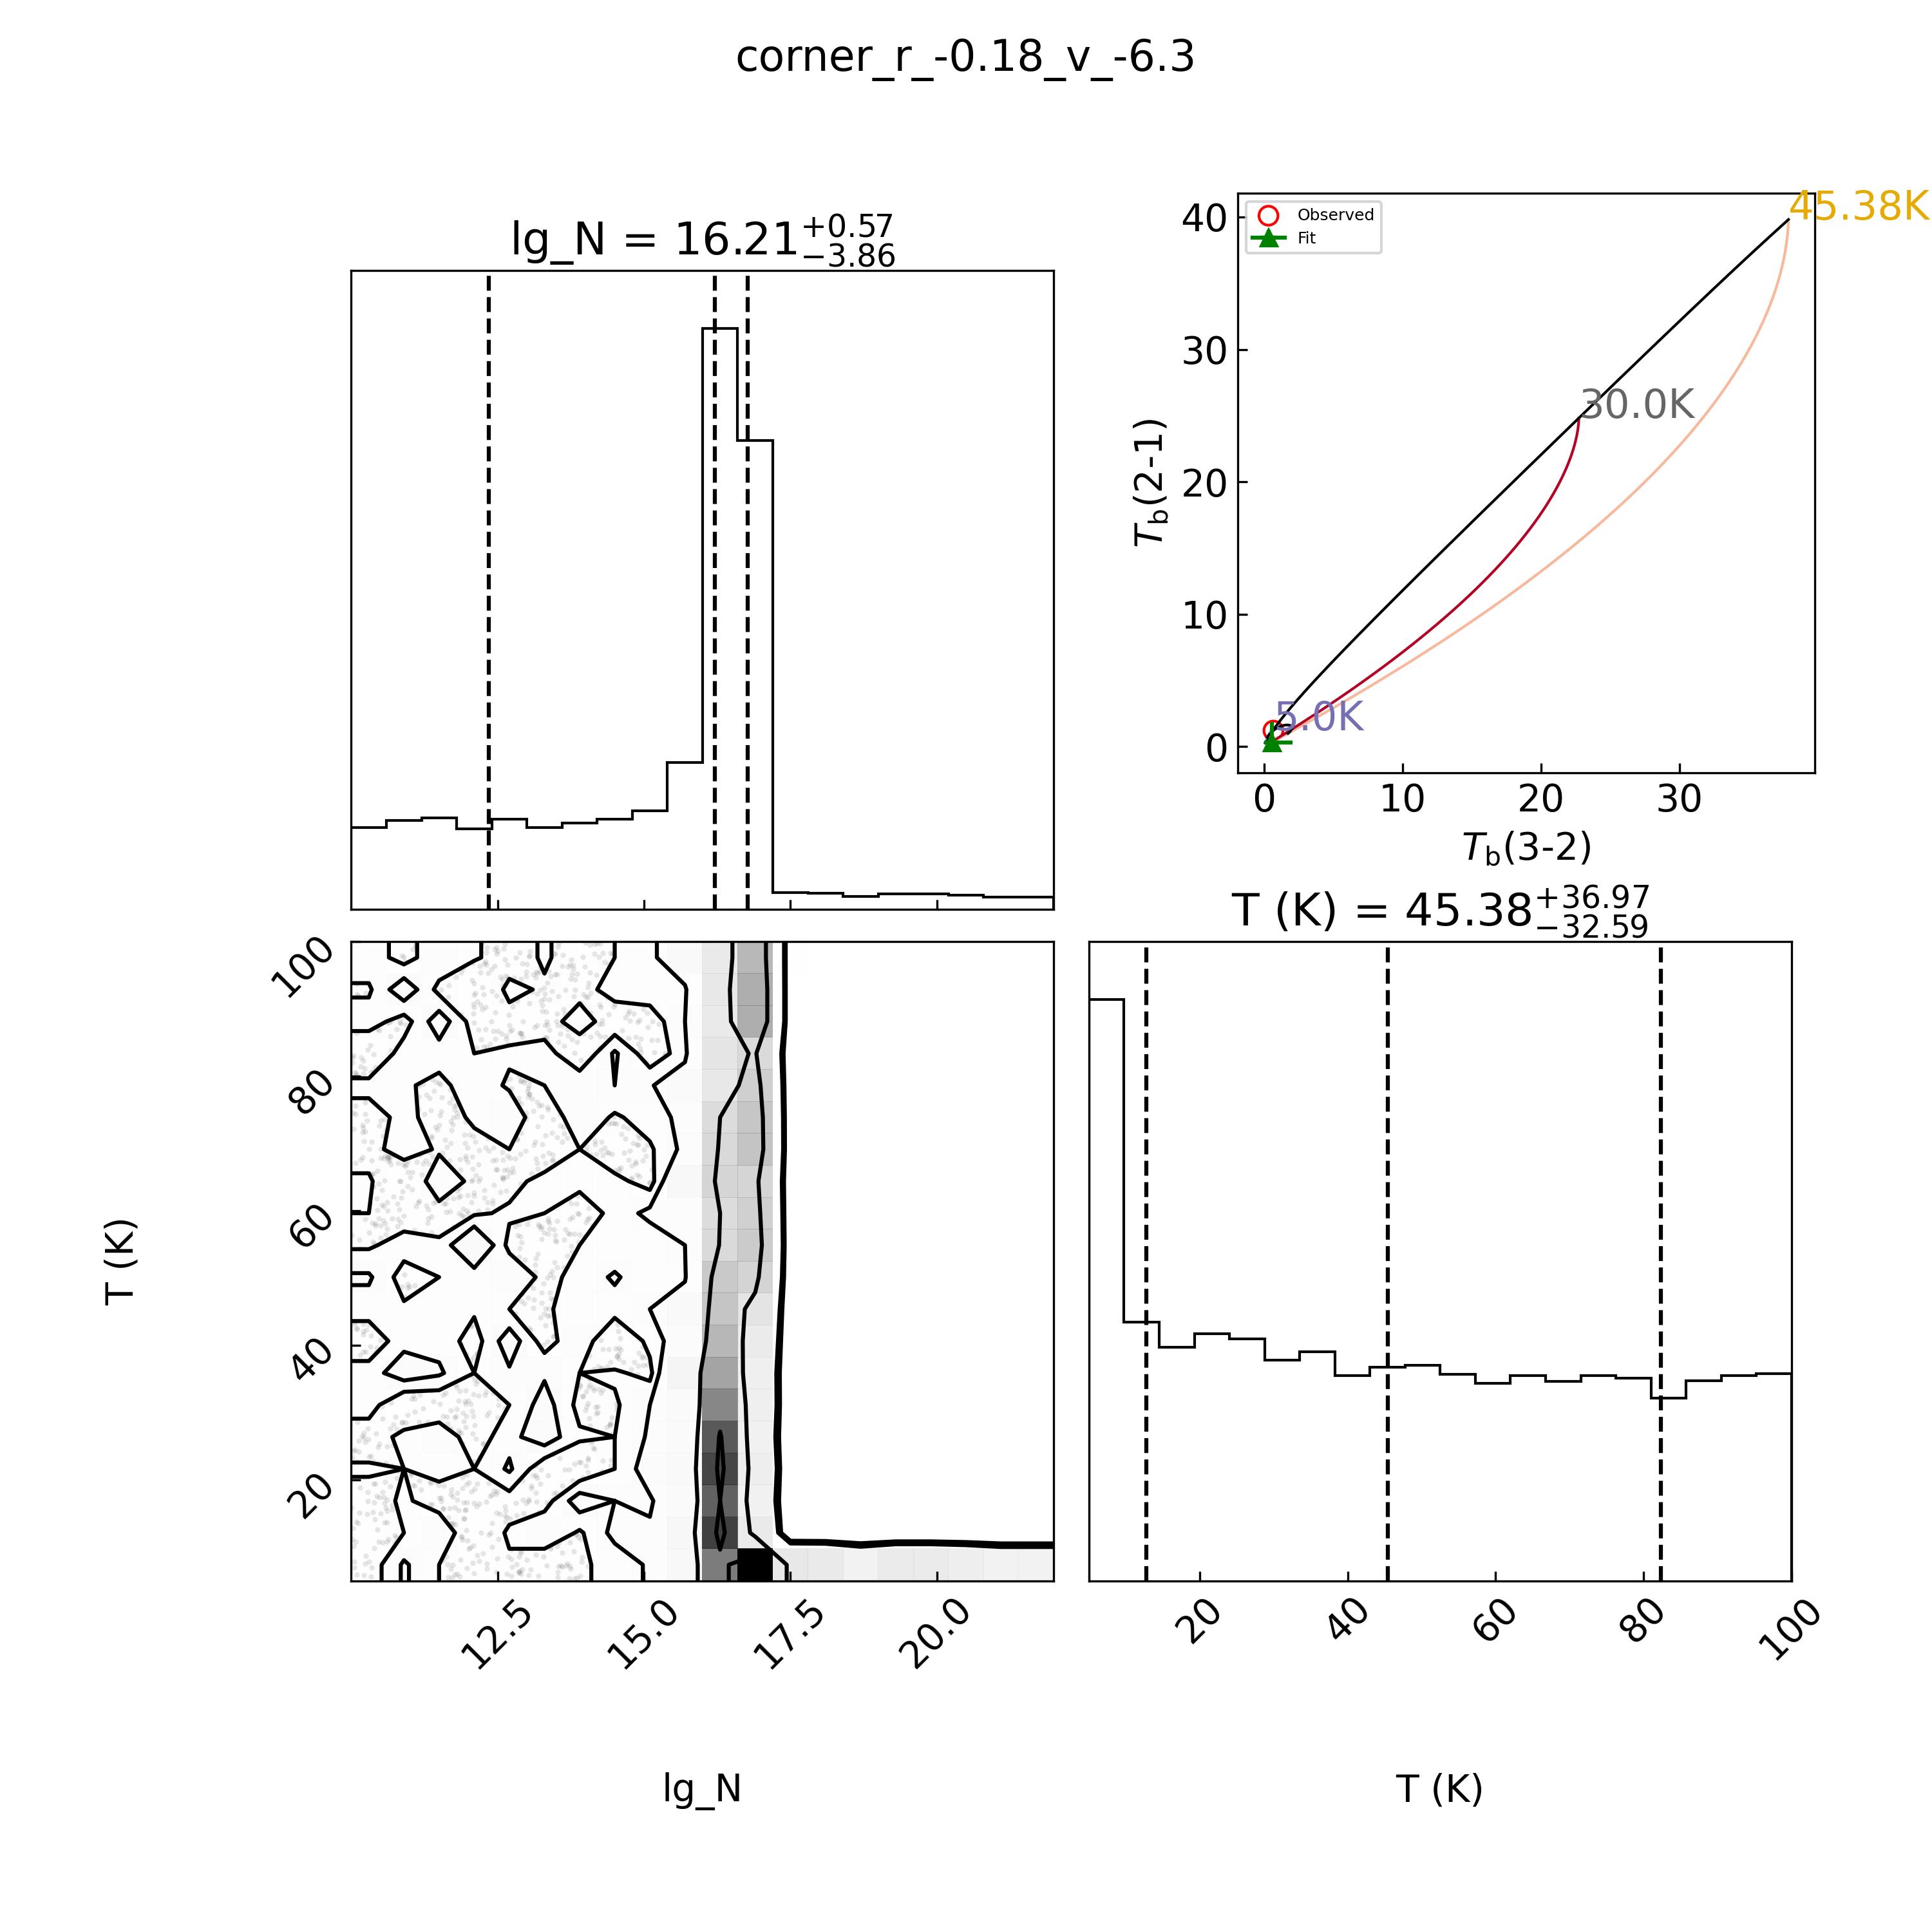 corner_r_-0.18_v_-6.3
lg_N = 16.21+0.57−3.86
45.38K
40
30
20
10
0
Observed
Fit
30.0K
5.0K
Tb(2-1)
0 10 20 30
Tb(3-2)
T (K) = 45.38+36.97−32.59
100
80
60
40
20
T (K)
12.5 15.0 17.5 20.0
lg_N
20 40 60 80 100
T (K)